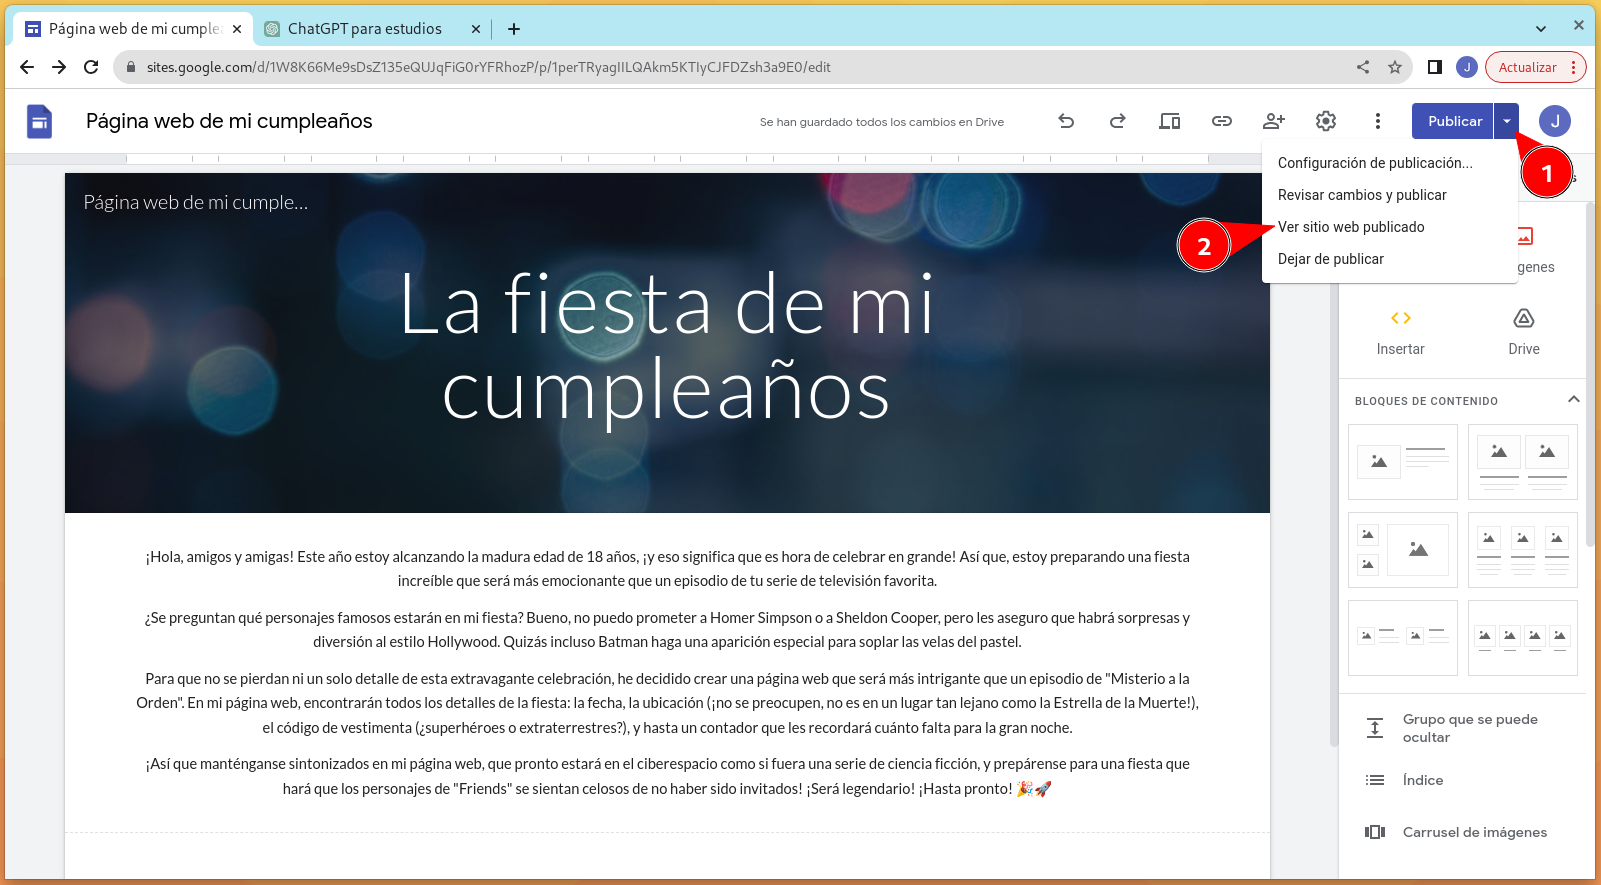 Página web de mi cumplea
ChatGPT para estudios
sites.google.com/d/1W8K66Me9sDsZ135eQUJqFiG0rYFRhozP/p/1perTRyagIILQAkm5KTIyCJFDZsh3a9E0/edit
J
Actualizar
Página web de mi cumpleaños
Se han guardado todos los cambios en Drive
Publicar
J
Configuración de publicación...
1
Revisar cambios y publicar
Ver sitio web publicado
2
Dejar de publicar
Página web de mi cumple...
La fiesta de mi
cumpleaños
genes
Insertar
Drive
BLOQUES DE CONTENIDO
¡Hola, amigos y amigas! Este año estoy alcanzando la madura edad de 18 años, ¡y eso significa que es hora de celebrar en grande! Así que, estoy preparando una fiesta
increíble que será más emocionante que un episodio de tu serie de televisión favorita.
¿Se preguntan qué personajes famosos estarán en mi fiesta? Bueno, no puedo prometer a Homer Simpson o a Sheldon Cooper, pero les aseguro que habrá sorpresas y
diversión al estilo Hollywood. Quizás incluso Batman haga una aparición especial para soplar las velas del pastel.
Para que no se pierdan ni un solo detalle de esta extravagante celebración, he decidido crear una página web que será más intrigante que un episodio de "Misterio a la
Orden". En mi página web, encontrarán todos los detalles de la fiesta: la fecha, la ubicación (¡no se preocupen, no es en un lugar tan lejano como la Estrella de la Muerte!),
el código de vestimenta (¿superhéroes o extraterrestres?), y hasta un contador que les recordará cuánto falta para la gran noche.
¡Así que manténganse sintonizados en mi página web, que pronto estará en el ciberespacio como si fuera una serie de ciencia ficción, y prepárense para una fiesta que
hará que los personajes de "Friends" se sientan celosos de no haber sido invitados! ¡Será legendario! ¡Hasta pronto! 🎉🚀
Grupo que se puede
ocultar
Índice
Carrusel de imágenes